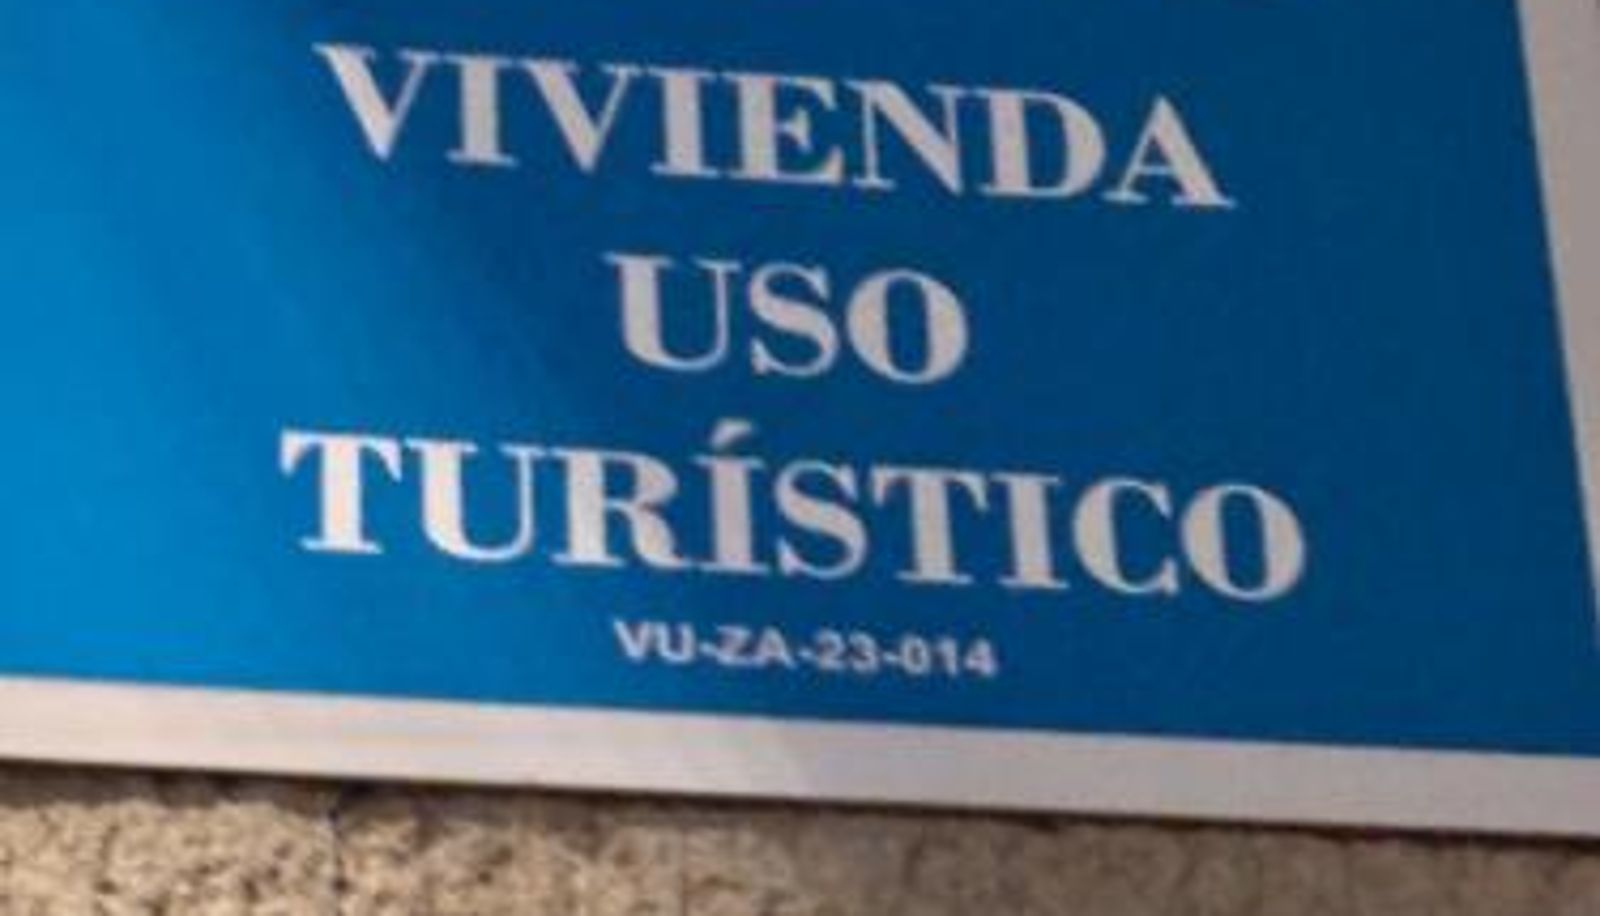 VIVIENDA
USO
TURÍSTICO
VU-ZA-23-014